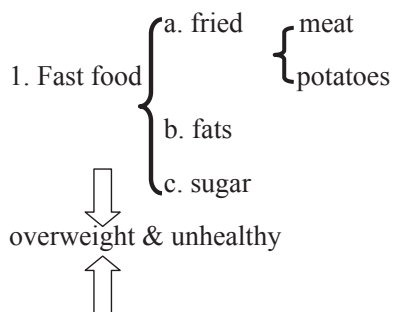 a. fried
meat
potatoes
1. Fast food
b. fats
c. sugar
overweight & unhealthy